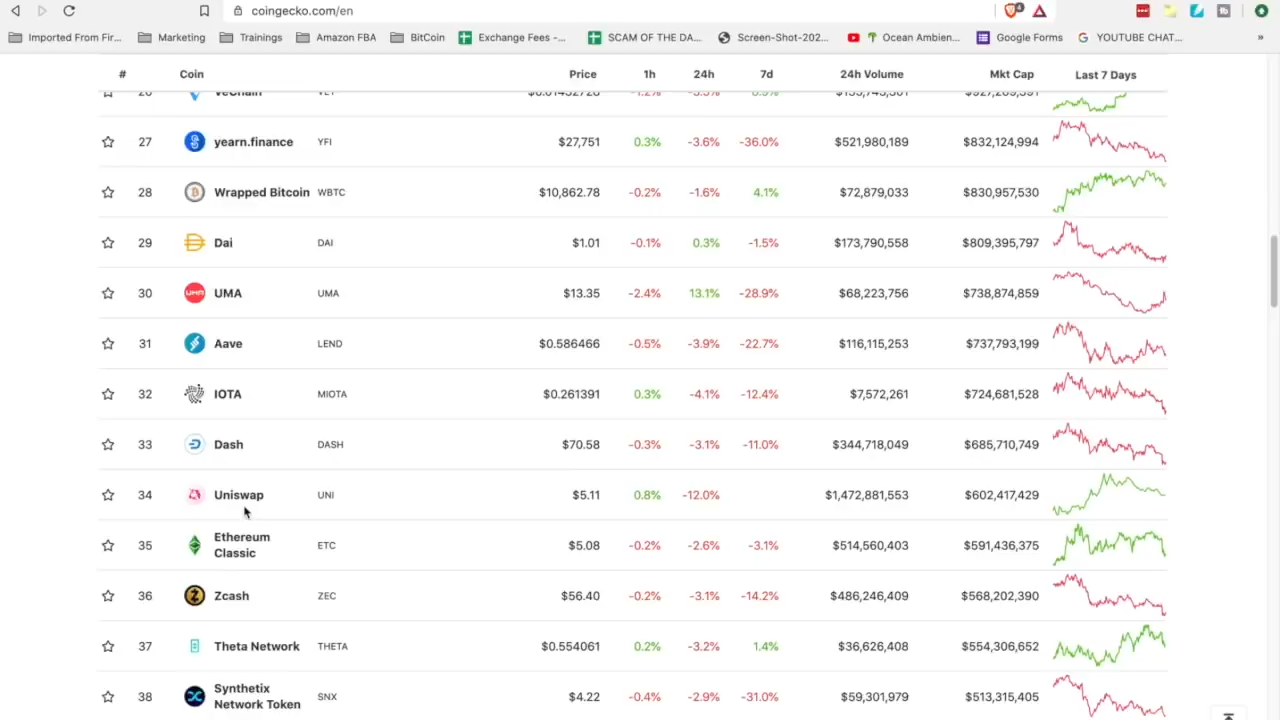 coingecko.com/en
4
Imported From Fir... Marketing Trainings Amazon FBA BitCoin Exchange Fees -... SCAM OF THE DA... Screen-Shot-202... Ocean Ambien... Google Forms YOUTUBE CHAT... »
# Coin Price 1h 24h 7d 24h Volume Mkt Cap Last 7 Days
27 yearn.finance YFI $27,751 0.3% -3.6% -36.0% $521,980,189 $832,124,994
28 Wrapped Bitcoin WBTC $10,862.78 -0.2% -1.6% 4.1% $72,879,033 $830,957,530
29 Dai DAI $1.01 -0.1% 0.3% -1.5% $173,790,558 $809,395,797
30 UMA UMA $13.35 -2.4% 13.1% -28.9% $68,223,756 $738,874,859
31 Aave LEND $0.586466 -0.5% -3.9% -22.7% $116,115,253 $737,793,199
32 IOTA MIOTA $0.261391 0.3% -4.1% -12.4% $7,572,261 $724,681,528
33 Dash DASH $70.58 -0.3% -3.1% -11.0% $344,718,049 $685,710,749
34 Uniswap UNI $5.11 0.8% -12.0% $1,472,881,553 $602,417,429
35 Ethereum Classic ETC $5.08 -0.2% -2.6% -3.1% $514,560,403 $591,436,375
36 Zcash ZEC $56.40 -0.2% -3.1% -14.2% $486,246,409 $568,202,390
37 Theta Network THETA $0.554061 0.2% -3.2% 1.4% $36,626,408 $554,306,652
38 Synthetix Network Token SNX $4.22 -0.4% -2.9% -31.0% $59,301,979 $513,315,405